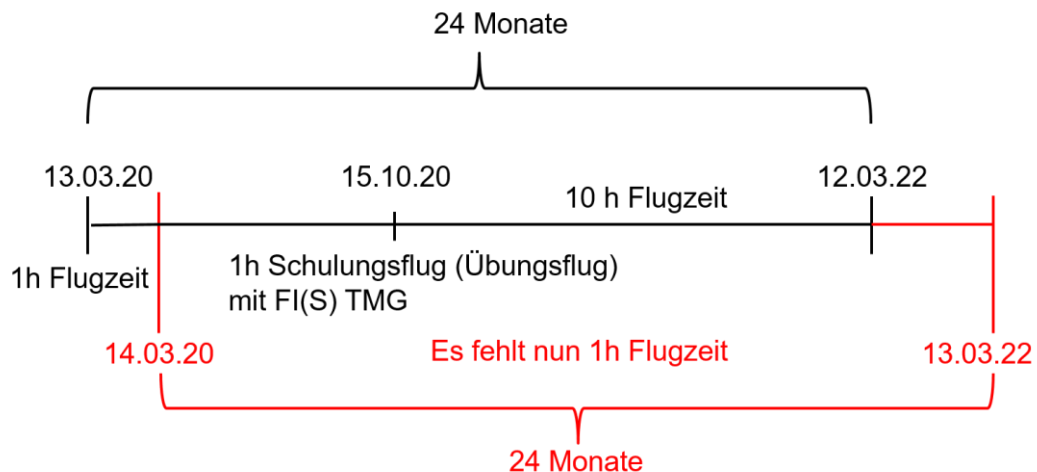 24 Monate
13.03.20
15.10.20
12.03.22
10 h Flugzeit
1h Flugzeit
1h Schulungsflug (Übungsflug)
mit FI(S) TMG
14.03.20
Es fehlt nun 1h Flugzeit
13.03.22
24 Monate